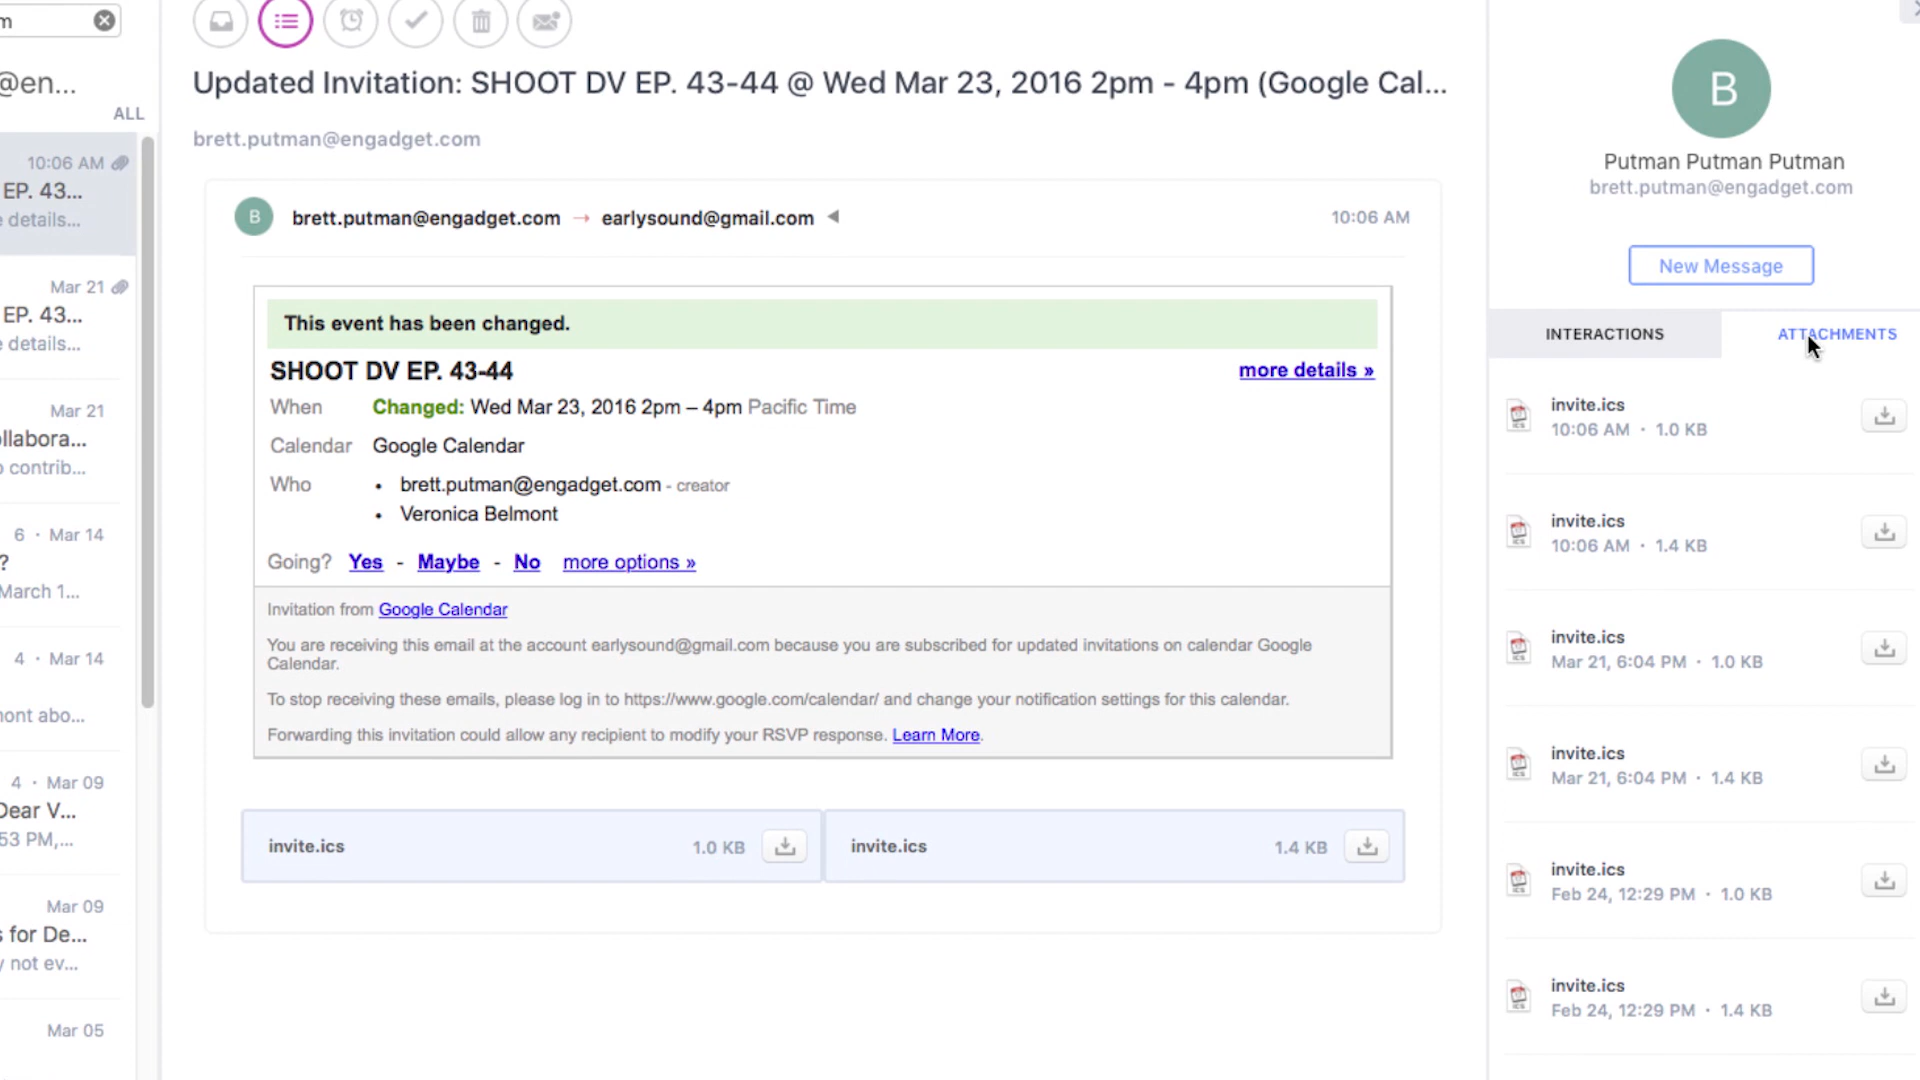 m
@en...
ALL
10:06 AM
EP. 43...
e details...
Mar 21
EP. 43...
e details...
Mar 21
llabora...
o contrib...
6 · Mar 14
?
March 1...
4 · Mar 14
mont abo...
4 · Mar 09
Dear V...
53 PM,...
Mar 09
s for De...
y not ev...
Mar 05
Updated Invitation: SHOOT DV EP. 43-44 @ Wed Mar 23, 2016 2pm - 4pm (Google Cal...
brett.putman@engadget.com
B
brett.putman@engadget.com → earlysound@gmail.com
10:06 AM
This event has been changed.
SHOOT DV EP. 43-44
more details »
When Changed: Wed Mar 23, 2016 2pm – 4pm Pacific Time
Calendar Google Calendar
Who • brett.putman@engadget.com - creator
• Veronica Belmont
Going? Yes - Maybe - No more options »
Invitation from Google Calendar
You are receiving this email at the account earlysound@gmail.com because you are subscribed for updated invitations on calendar Google
Calendar.
To stop receiving these emails, please log in to https://www.google.com/calendar/ and change your notification settings for this calendar.
Forwarding this invitation could allow any recipient to modify your RSVP response. Learn More.
invite.ics 1.0 KB
invite.ics 1.4 KB
B
Putman Putman Putman
brett.putman@engadget.com
New Message
INTERACTIONS
ATTACHMENTS
invite.ics
10:06 AM · 1.0 KB
invite.ics
10:06 AM · 1.4 KB
invite.ics
Mar 21, 6:04 PM · 1.0 KB
invite.ics
Mar 21, 6:04 PM · 1.4 KB
invite.ics
Feb 24, 12:29 PM · 1.0 KB
invite.ics
Feb 24, 12:29 PM · 1.4 KB